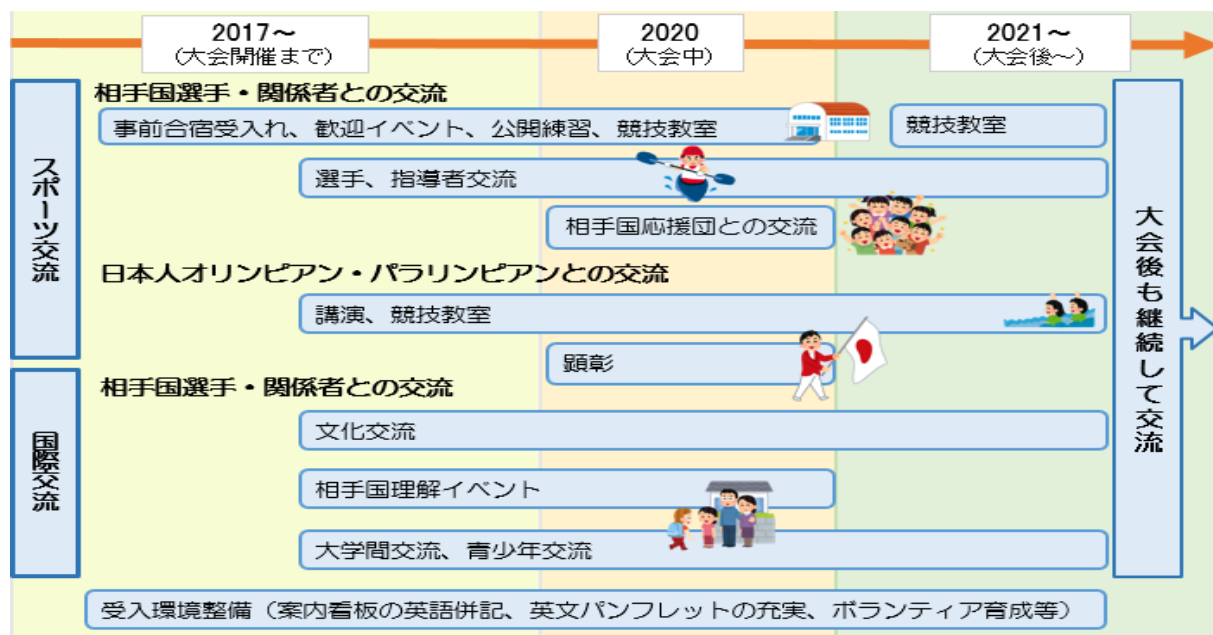 2017～
(大会開催まで)
2020
(大会中)
2021～
(大会後～)
スポーツ交流
相手国選手・関係者との交流
事前合宿受入れ、歓迎イベント、公開練習、競技教室
競技教室
選手、指導者交流
相手国応援団との交流
日本人オリンピアン・パラリンピアンとの交流
講演、競技教室
顕彰
国際交流
相手国選手・関係者との交流
文化交流
相手国理解イベント
大学間交流、青少年交流
大会後も継続して交流
受入環境整備（案内看板の英語併記、英文パンフレットの充実、ボランティア育成等）